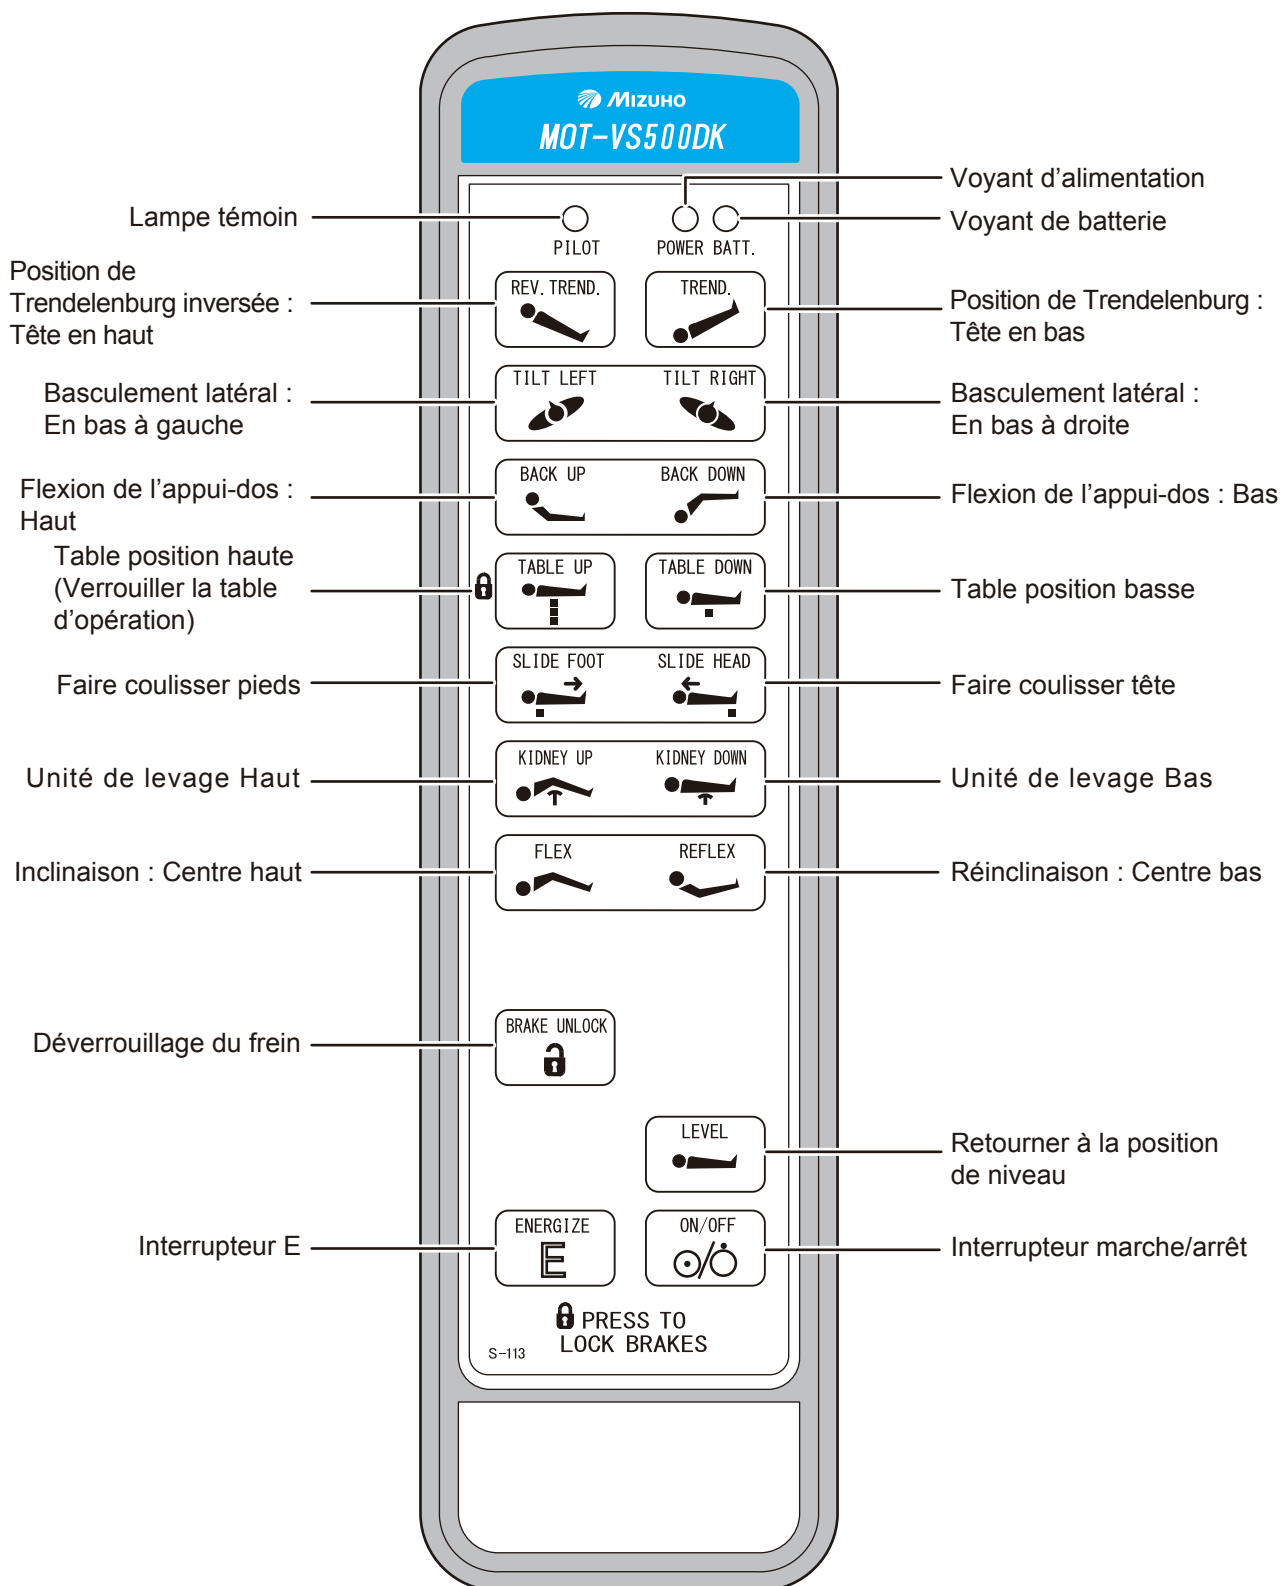 MIZUHO
MOT-VS500DK
Voyant d’alimentation
Lampe témoin
Voyant de batterie
PILOT
POWER BATT.
Position de
Trendelenburg inversée :
Tête en haut
REV. TREND.
TREND.
Position de Trendelenburg :
Tête en bas
Basculement latéral :
En bas à gauche
TILT LEFT
TILT RIGHT
Basculement latéral :
En bas à droite
Flexion de l’appui-dos :
Haut
BACK UP
BACK DOWN
Flexion de l’appui-dos : Bas
Table position haute
(Verrouiller la table
d’opération)
TABLE UP
TABLE DOWN
Table position basse
Faire coulisser pieds
SLIDE FOOT
SLIDE HEAD
Faire coulisser tête
Unité de levage Haut
KIDNEY UP
KIDNEY DOWN
Unité de levage Bas
Inclinaison : Centre haut
FLEX
REFLEX
Réinclinaison : Centre bas
Déverrouillage du frein
BRAKE UNLOCK
LEVEL
Retourner à la position
de niveau
Interrupteur E
ENERGIZE
E
ON/OFF
Interrupteur marche/arrêt
PRESS TO
LOCK BRAKES
S-113